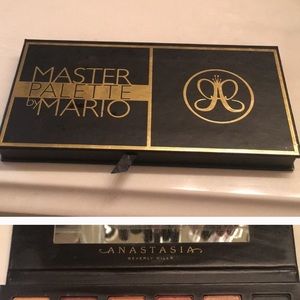 MASTER
PALETTE
by MARIO
ANASTASIA
BEVERLY HILLS